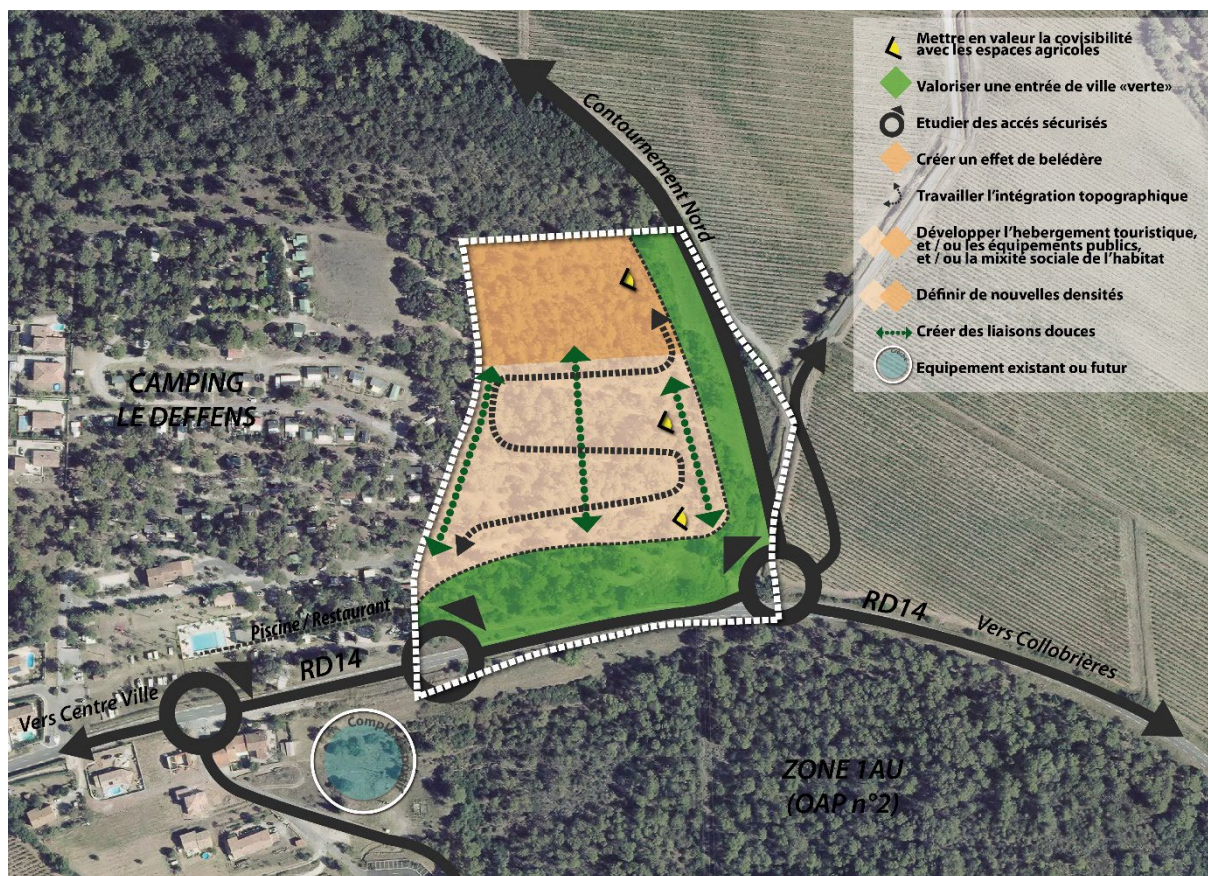 Mettre en valeur la covisibilité
avec les espaces agricoles
Valoriser une entrée de ville «verte»
Etudier des accés sécurisés
Créer un effet de belédère
Travailler l'intégration topographique
Développer l'hebergement touristique,
et / ou les équipements publics,
et / ou la mixité sociale de l'habitat
Définir de nouvelles densités
Créer des liaisons douces
Equipement existant ou futur
Contournement Nord
CAMPING
LE DEFFENS
Piscine / Restaurant
RD14
Vers Centre Ville
RD14
Vers Collobrières
ZONE 1AU
(OAP n°2)